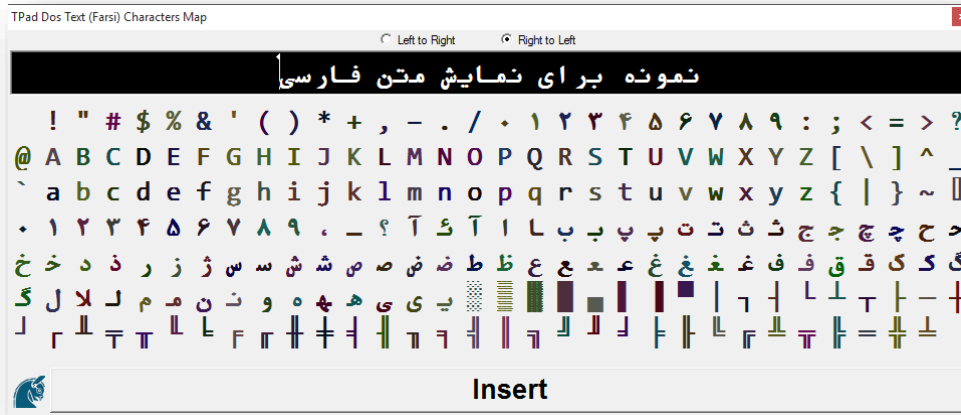 TPad Dos Text (Farsi) Characters Map
Left to Right Right to Left
نمونه برای نمایش متن فارسی
! " # $ % & ' ( ) * + , - . / ۰ ۱ ۲ ۳ ۴ ۵ ۶ ۷ ۸ ۹ : ; < = > ?
@ A B C D E F G H I J K L M N O P Q R S T U V W X Y Z [ \ ] ^ _
` a b c d e f g h i j k l m n o p q r s t u v w x y z { | } ~
۰ ۱ ۲ ۳ ۴ ۵ ۶ ۷ ۸ ۹ ، ـ ؟ آ ئ آ ا ا ب ب پ پ ت ت ث ث ج ج چ چ ح ح
خ خ د ذ ر ز ژ س س ش ش ص ص ض ض ط ظ ع ع ع ع غ غ غ غ ف ف ق ق ک ک گ
گ ل لا ل م م ن ن و ه ه ه ی ی ی ░ ▒ ▓ █ ▄ ▌ ▐ ▀ │ ┐ ┤ └ ┴ ┬ ├ ─ ┼
Insert